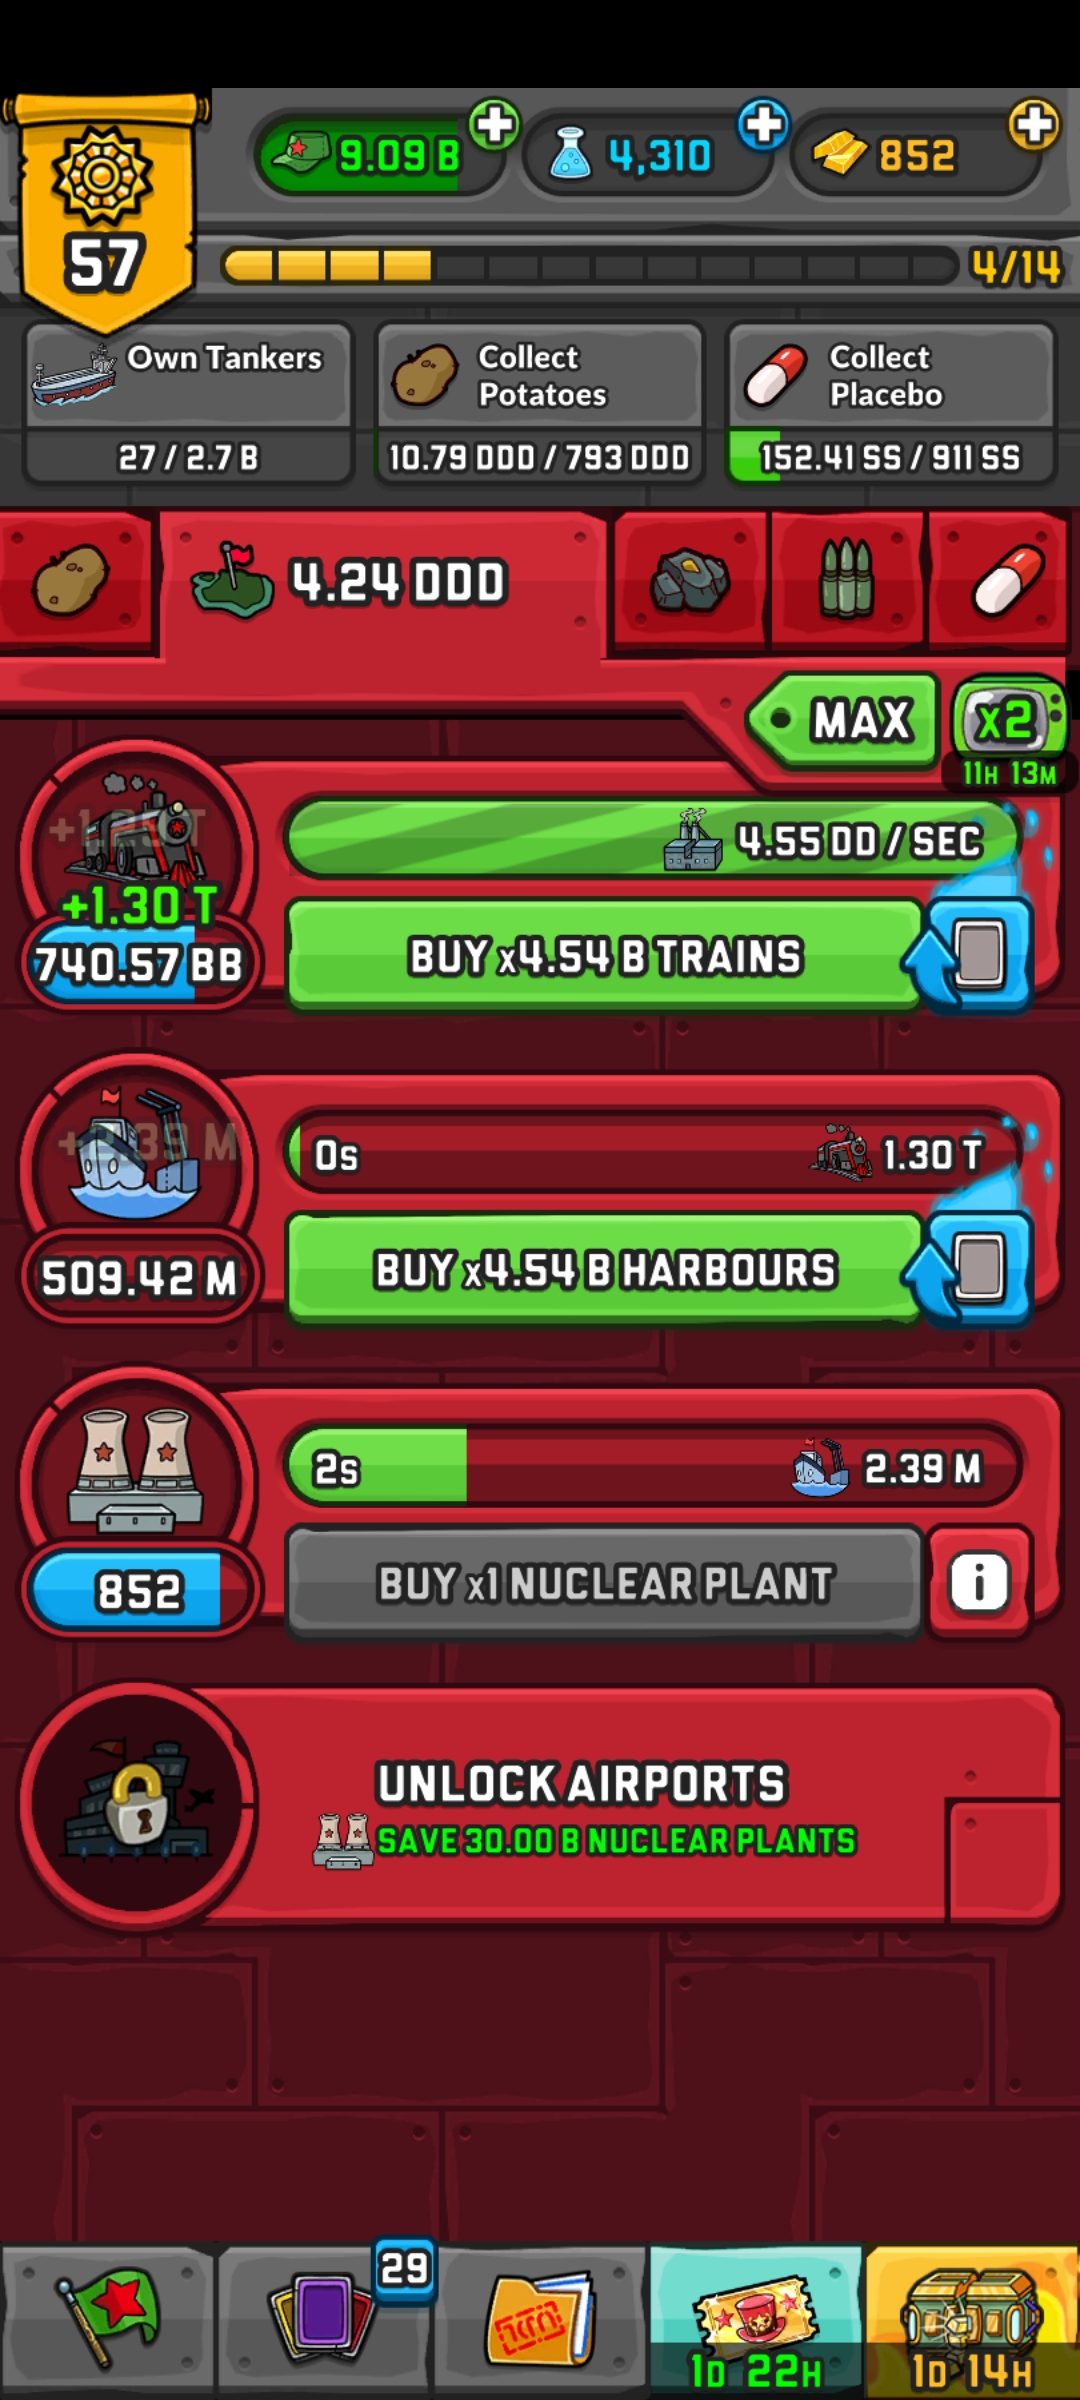 57
9.09 B
4,310
852
4/14
Own Tankers
27 / 2.7 B
Collect
Potatoes
10.79 DDD / 793 DDD
Collect
Placebo
152.41 SS / 911 SS
4.24 DDD
MAX
x2
11H 13M
+1.30 T
740.57 BB
4.55 DD / SEC
BUY x4.54 B TRAINS
+2.39 M
509.42 M
0s
1.30 T
BUY x4.54 B HARBOURS
852
2s
2.39 M
BUY x1 NUCLEAR PLANT
i
UNLOCK AIRPORTS
SAVE 30.00 B NUCLEAR PLANTS
29
1D 22H
1D 14H